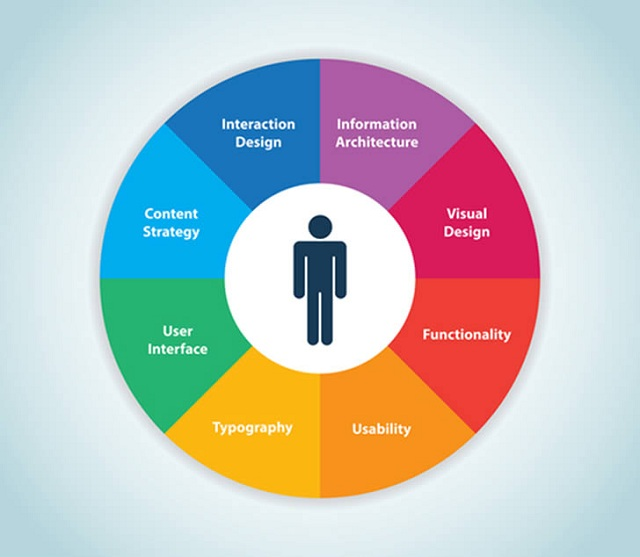 Interaction
Design
Information
Architecture
Visual
Design
Functionality
Usability
Typography
User
Interface
Content
Strategy